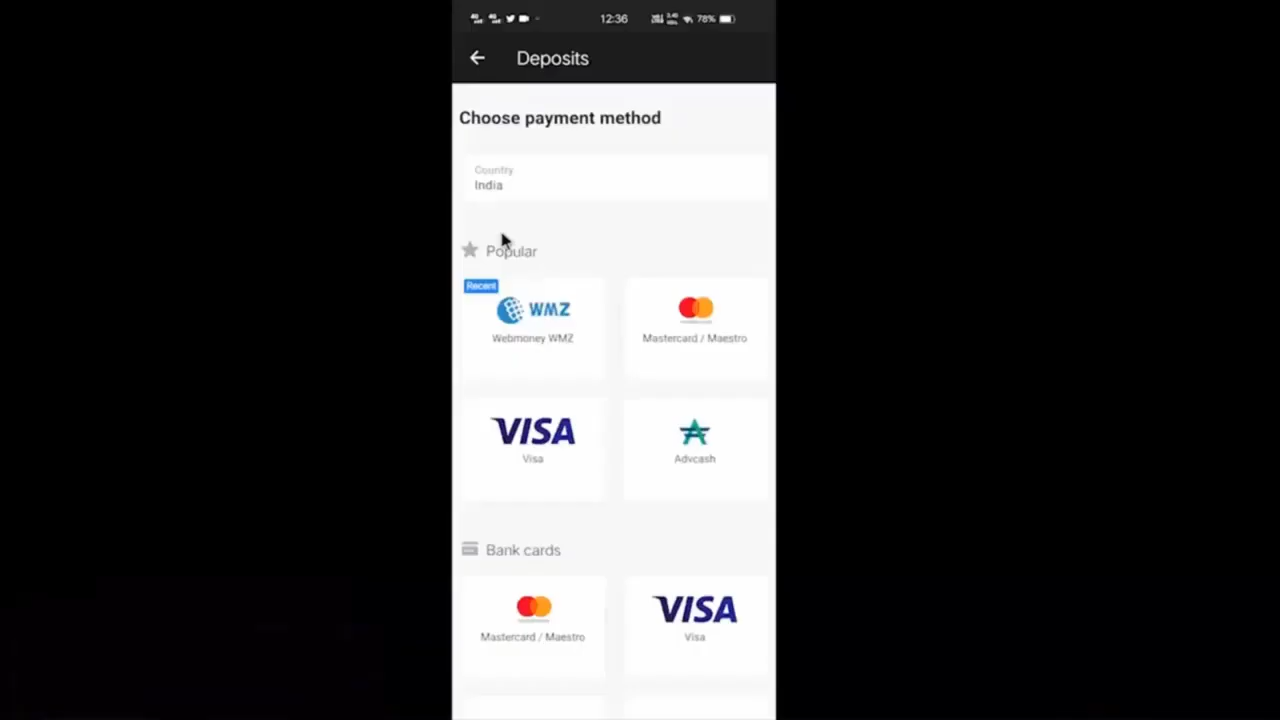 12:36 78%
Deposits
Choose payment method
Country
India
Popular
Recent
WMZ
Webmoney WMZ
Mastercard / Maestro
VISA
Visa
Advcash
Bank cards
Mastercard / Maestro
VISA
Visa